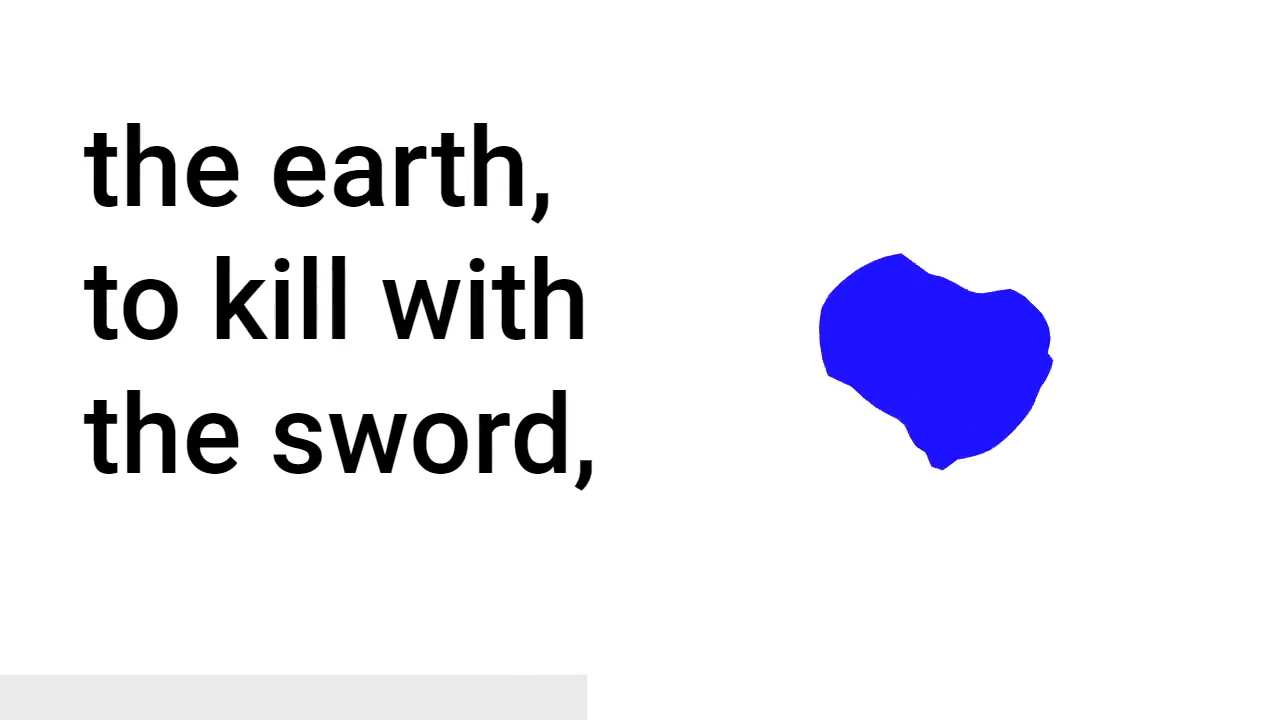 the earth,
to kill with
the sword,